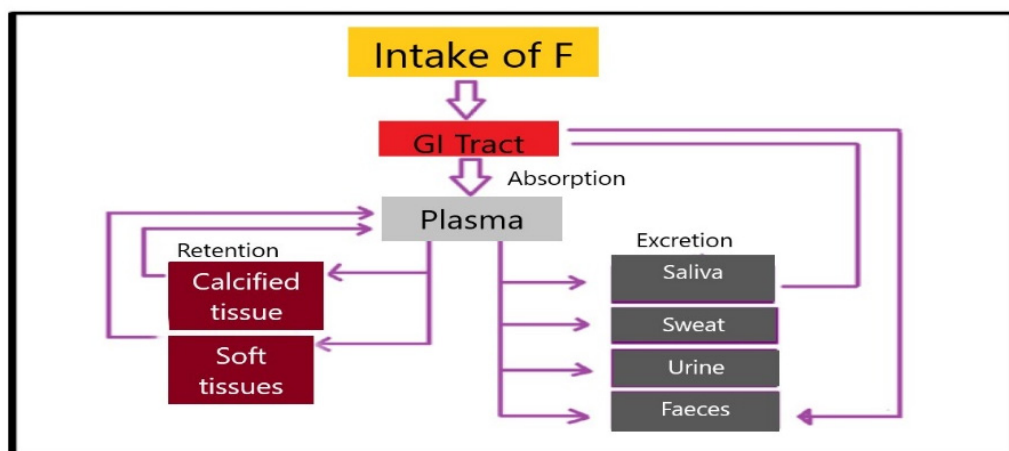 Intake of F
GI Tract
Absorption
Plasma
Retention
Excretion
Calcified
tissue
Soft
tissues
Saliva
Sweat
Urine
Faeces